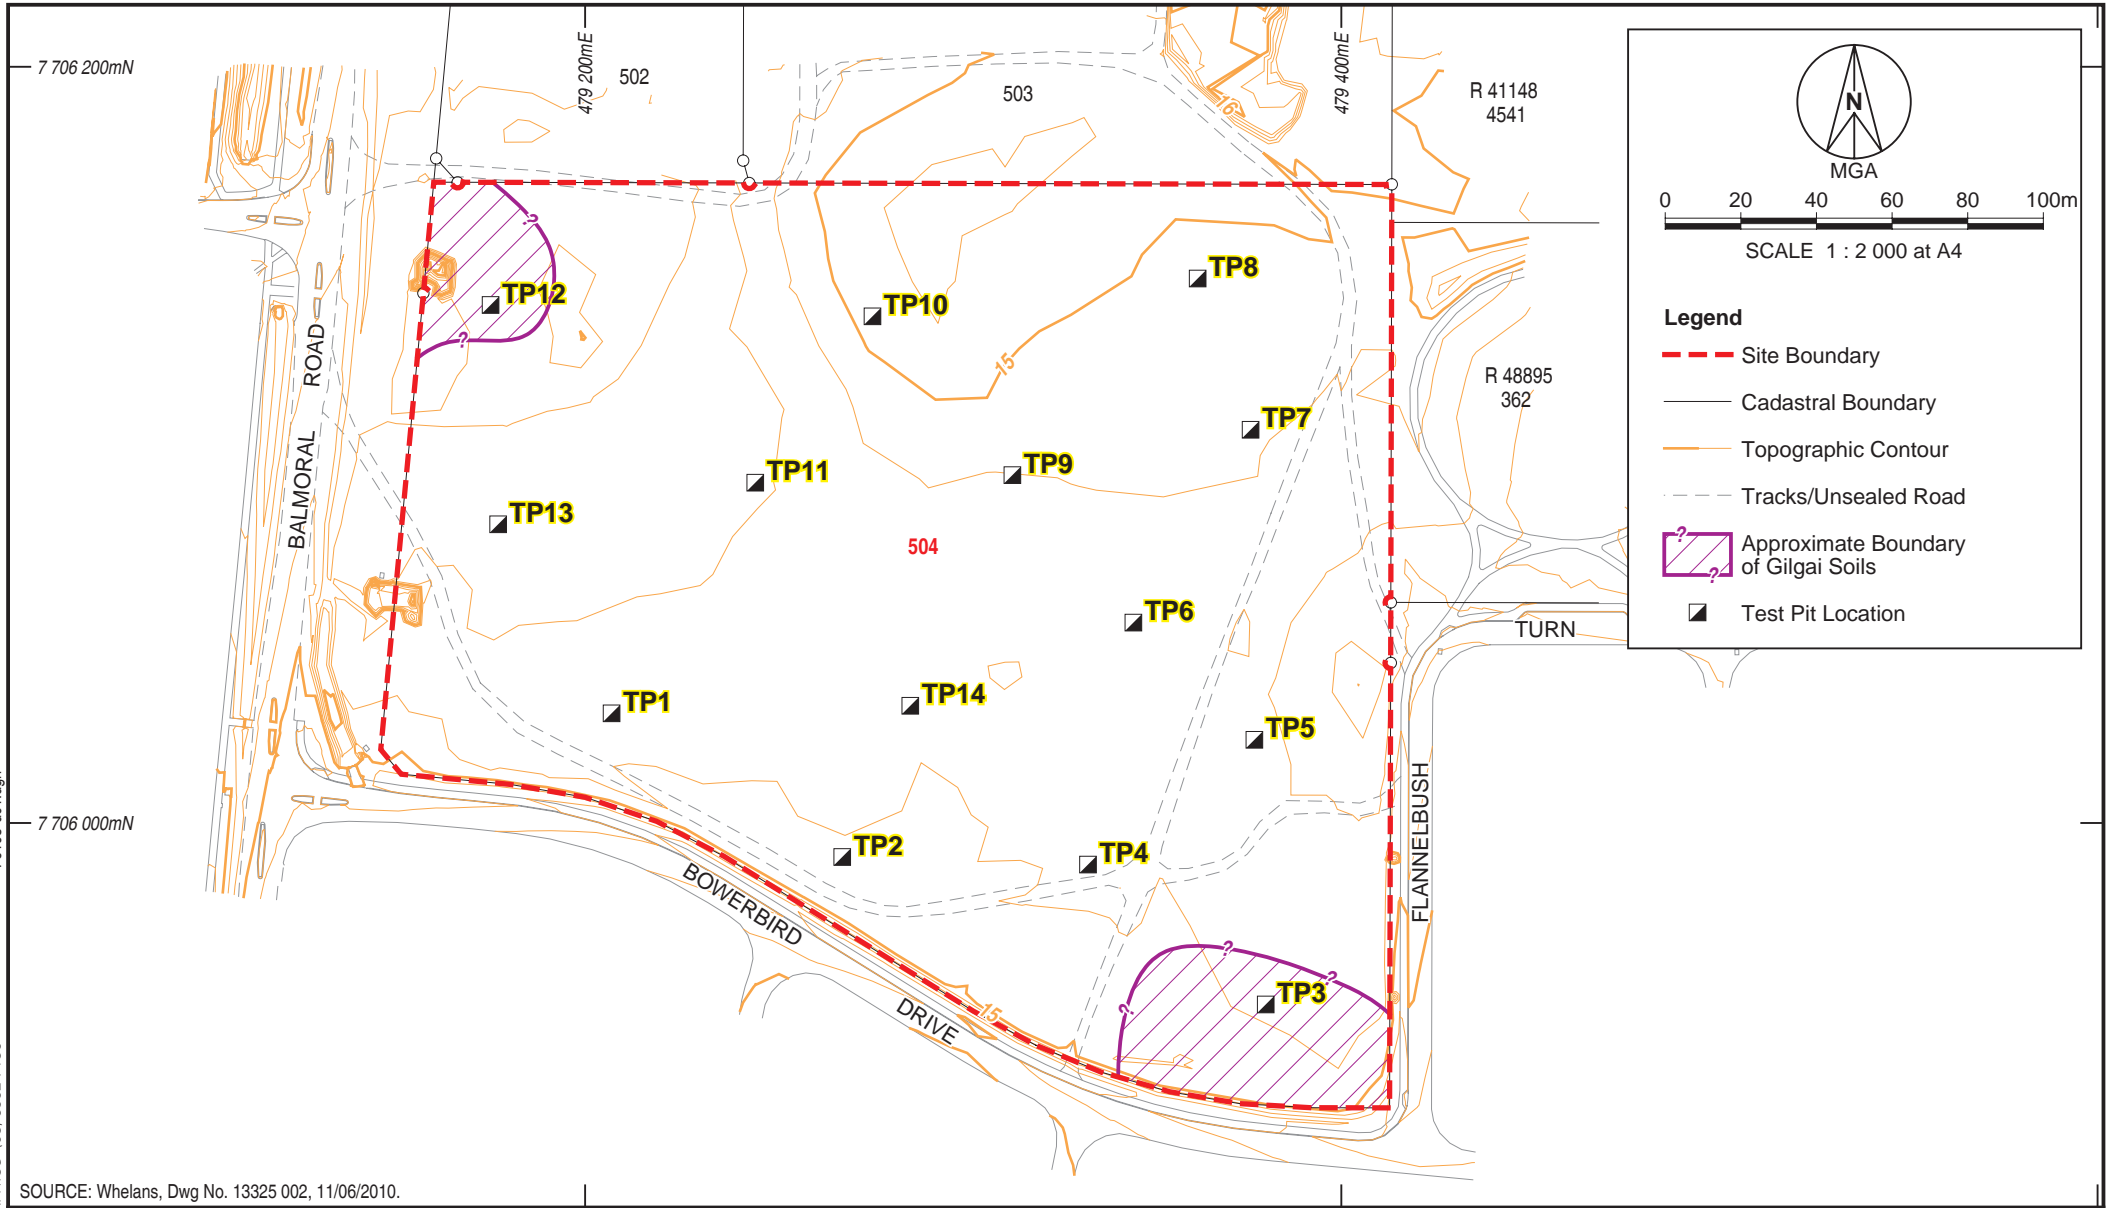 7 706 200mN
479 200mE
502
503
479 400mE
R 41148
4541
16
N
MGA
0 20 40 60 80 100m
SCALE 1 : 2 000 at A4
Legend
Site Boundary
Cadastral Boundary
Topographic Contour
Tracks/Unsealed Road
? ?
Approximate Boundary
of Gilgai Soils
Test Pit Location
?
TP12
?
TP10
TP8
15
R 48895
362
BALMORAL ROAD
TP7
TP11
TP9
TP13
504
TP6
TURN
TP1
TP14
TP5
7 706 000mN
TP2
TP4
FLANNELBUSH
BOWERBIRD DRIVE
15
?
?
?
TP3
SOURCE: Whelans, Dwg No. 13325 002, 11/06/2010.